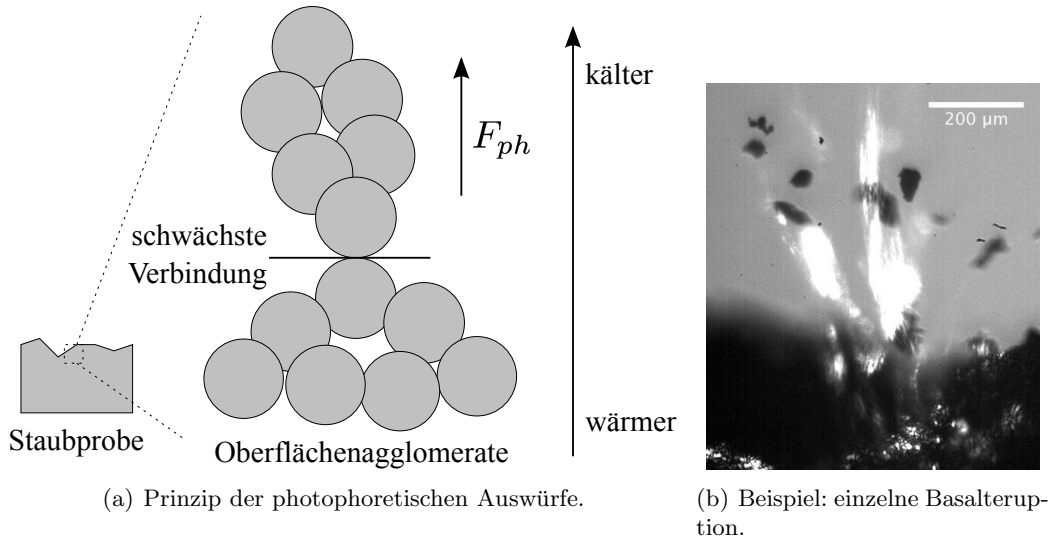 kälter
F_ph
200 µm
schwächste
Verbindung
wärmer
Staubprobe
Oberflächenagglomerate
(a) Prinzip der photophoretischen Auswürfe.
(b) Beispiel: einzelne Basalterup-
tion.